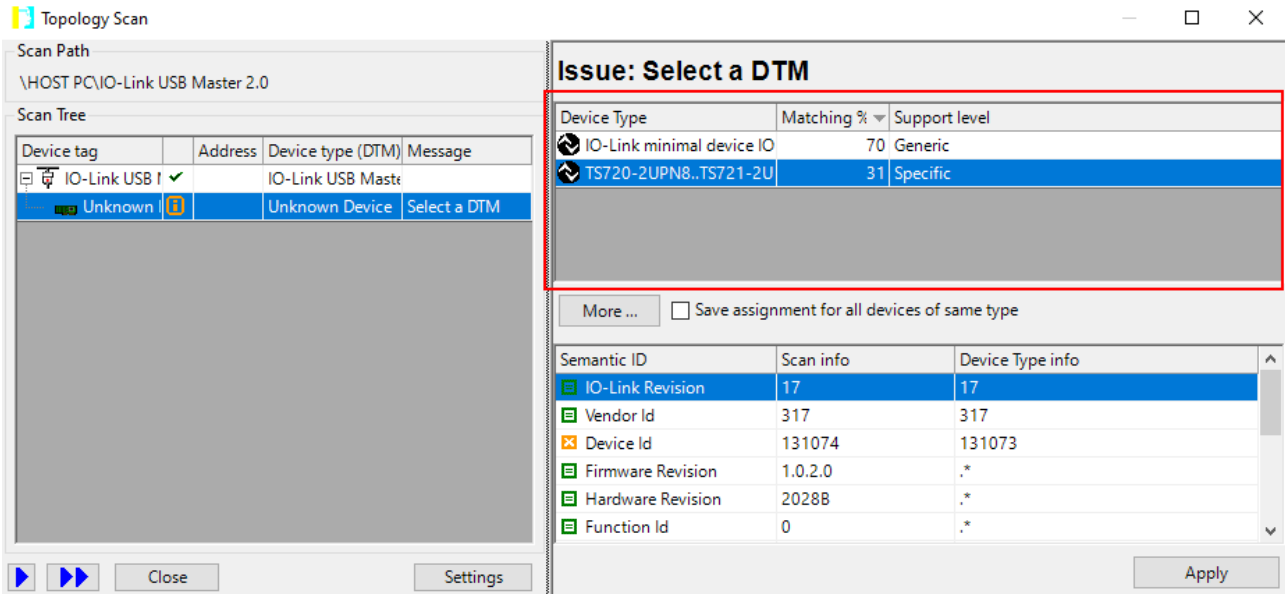 Topology Scan
Scan Path
\HOST PC\IO-Link USB Master 2.0
Scan Tree
Device tag Address Device type (DTM) Message
IO-Link USB IO-Link USB Maste
Unknown Unknown Device Select a DTM
Close Settings
Issue: Select a DTM
Device Type Matching % Support level
IO-Link minimal device IO 70 Generic
TS720-2UPN8..TS721-2U 31 Specific
More ... Save assignment for all devices of same type
Semantic ID Scan info Device Type info
IO-Link Revision 17 17
Vendor Id 317 317
Device Id 131074 131073
Firmware Revision 1.0.2.0 .*
Hardware Revision 2028B .*
Function Id 0 .*
Apply